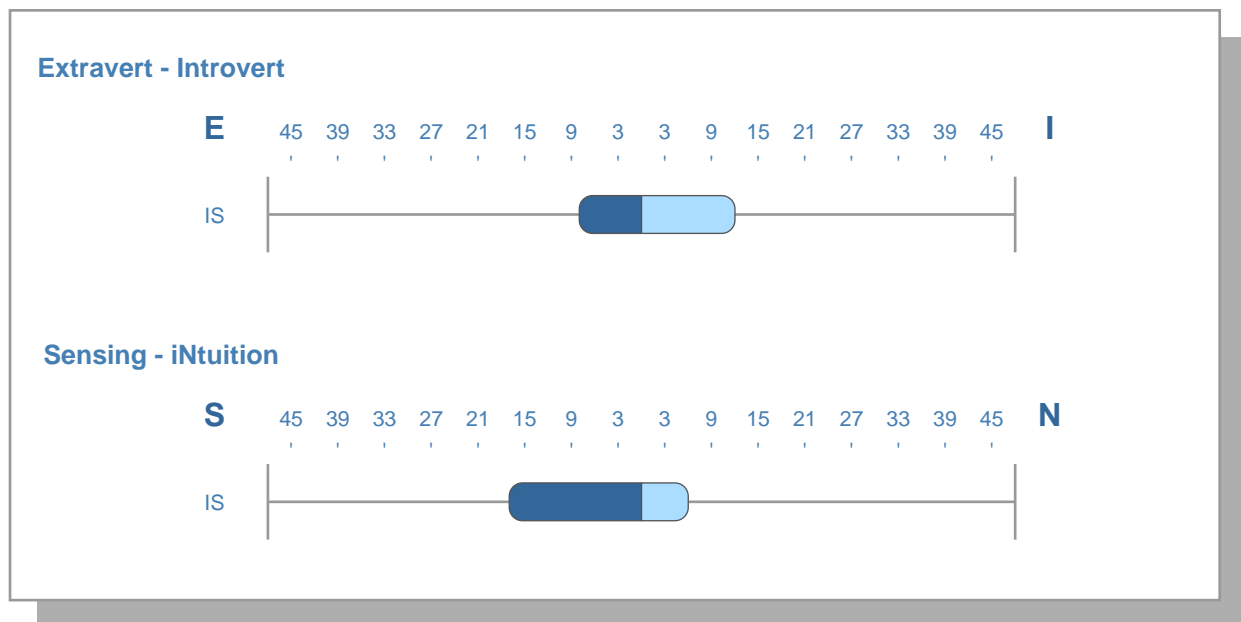 Extravert - Introvert
E 45 39 33 27 21 15 9 3 3 9 15 21 27 33 39 45 I
IS
Sensing - iNtuition
S 45 39 33 27 21 15 9 3 3 9 15 21 27 33 39 45 N
IS